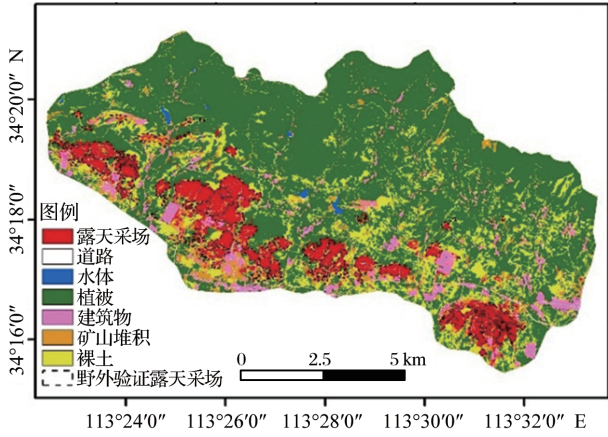 34°20′0″ N
34°18′0″
34°16′0″
图例
露天采场
道路
水体
植被
建筑物
矿山堆积
裸土
野外验证露天采场
0 2.5 5 km
113°24′0″ 113°26′0″ 113°28′0″ 113°30′0″ 113°32′0″ E